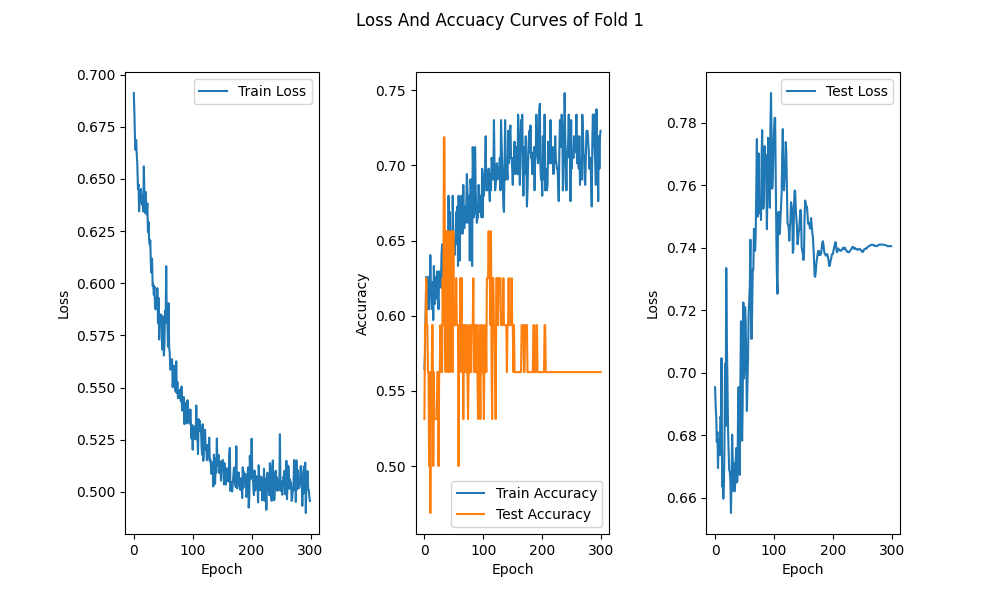 Loss And Accuacy Curves of Fold 1
0.700
0.675
0.650
0.625
0.600
0.575
0.550
0.525
0.500
Loss
0 100 200 300
Epoch
Train Loss
0.75
0.70
0.65
0.60
0.55
0.50
Accuracy
0 100 200 300
Epoch
Train Accuracy
Test Accuracy
0.78
0.76
0.74
0.72
0.70
0.68
0.66
Loss
0 100 200 300
Epoch
Test Loss